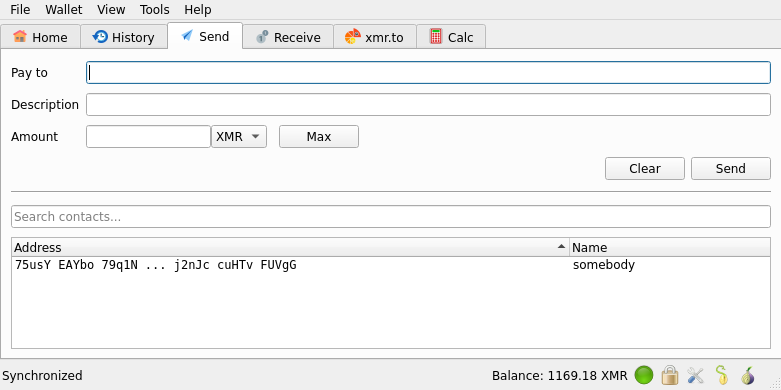 File Wallet View Tools Help
Home History Send Receive xmr.to Calc
Pay to
Description
Amount XMR Max
Clear Send
Search contacts...
Address Name
75usY EAYbo 79q1N ... j2nJc cuHTv FUVgG somebody
Synchronized Balance: 1169.18 XMR